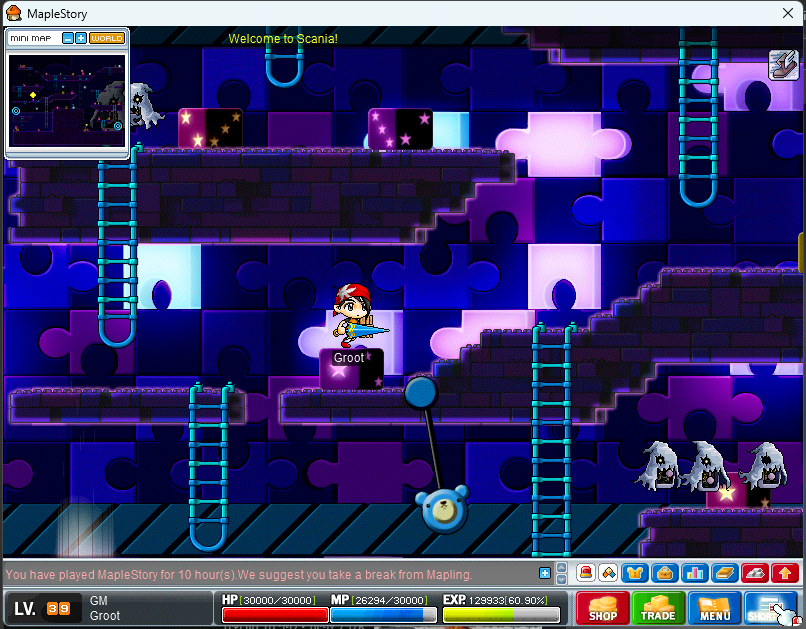 MapleStory
MINI MAP
WORLD
Welcome to Scania!
Groot
You have played MapleStory for 10 hour(s).We suggest you take a break from Mapling.
LV. 39
GM
Groot
HP[30000/30000]
MP[26294/30000]
EXP 129933[60.90%]
SHOP
TRADE
MENU